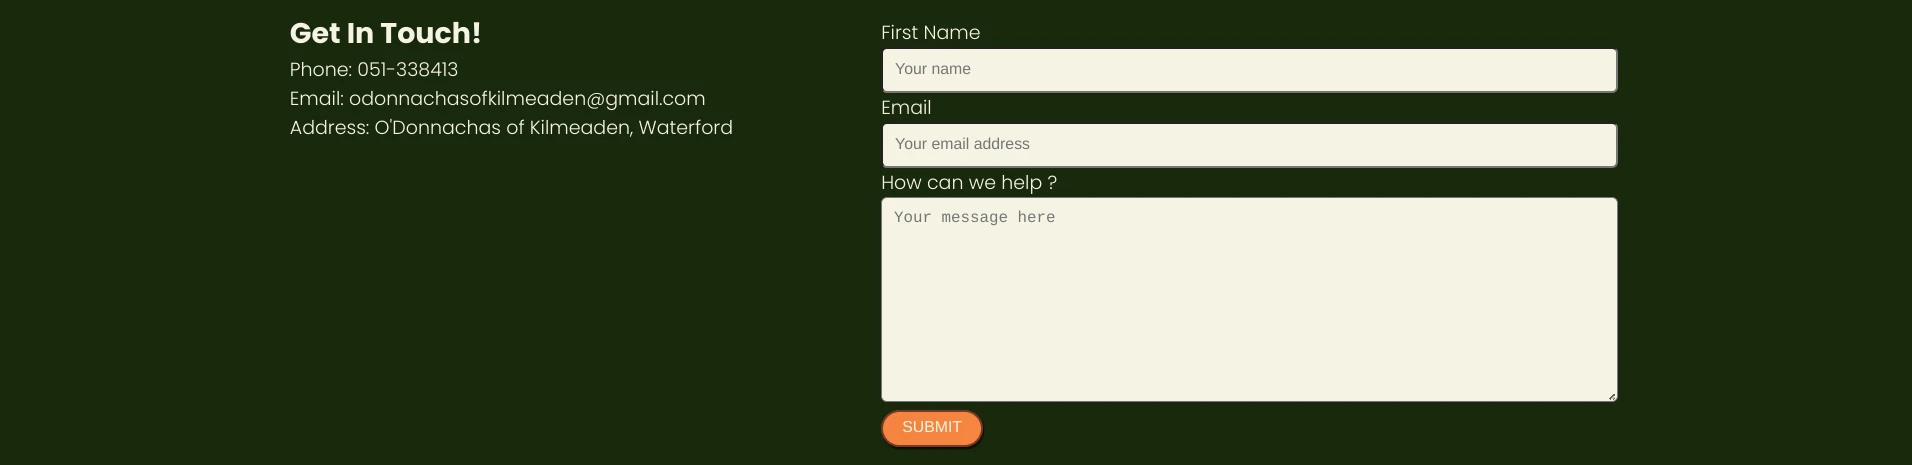 Get In Touch!
Phone: 051-338413
Email: odonnachasofkilmeaden@gmail.com
Address: O'Donnachas of Kilmeaden, Waterford
First Name
Your name
Email
Your email address
How can we help ?
Your message here
SUBMIT